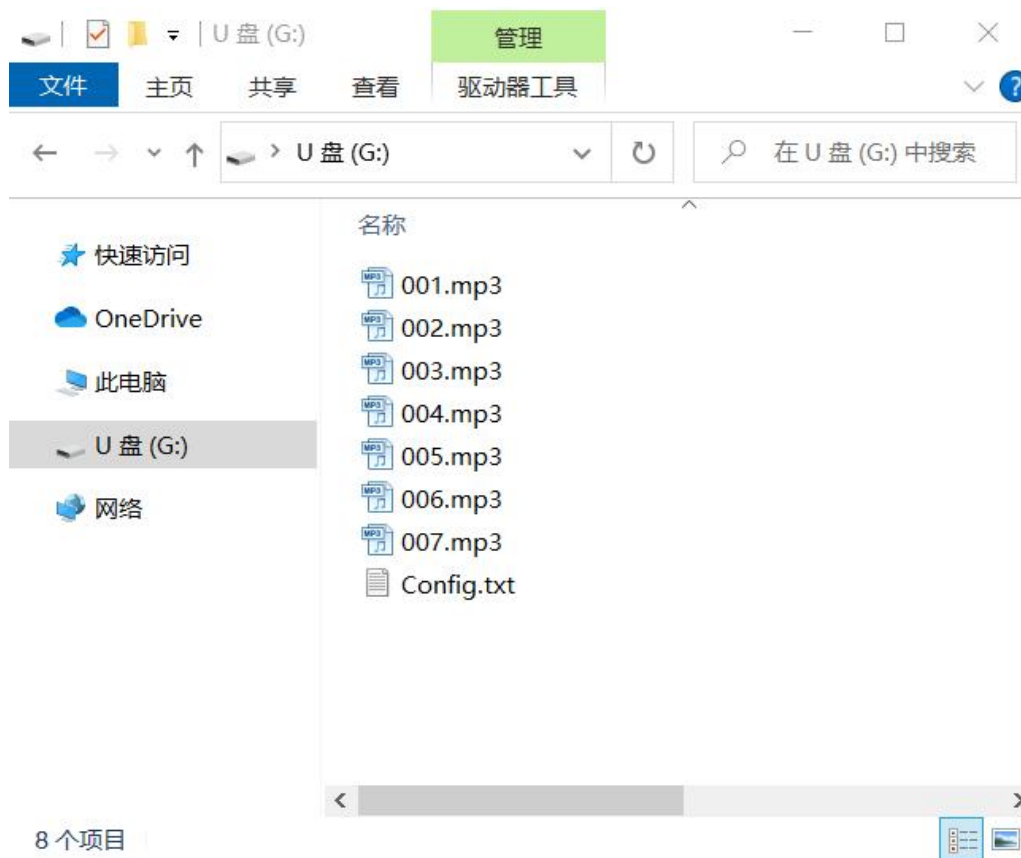 U 盘 (G:)
管理
文件
主页
共享
查看
驱动器工具
?
U 盘 (G:)
在 U 盘 (G:) 中搜索
快速访问
OneDrive
此电脑
U 盘 (G:)
网络
名称
001.mp3
002.mp3
003.mp3
004.mp3
005.mp3
006.mp3
007.mp3
Config.txt
8 个项目